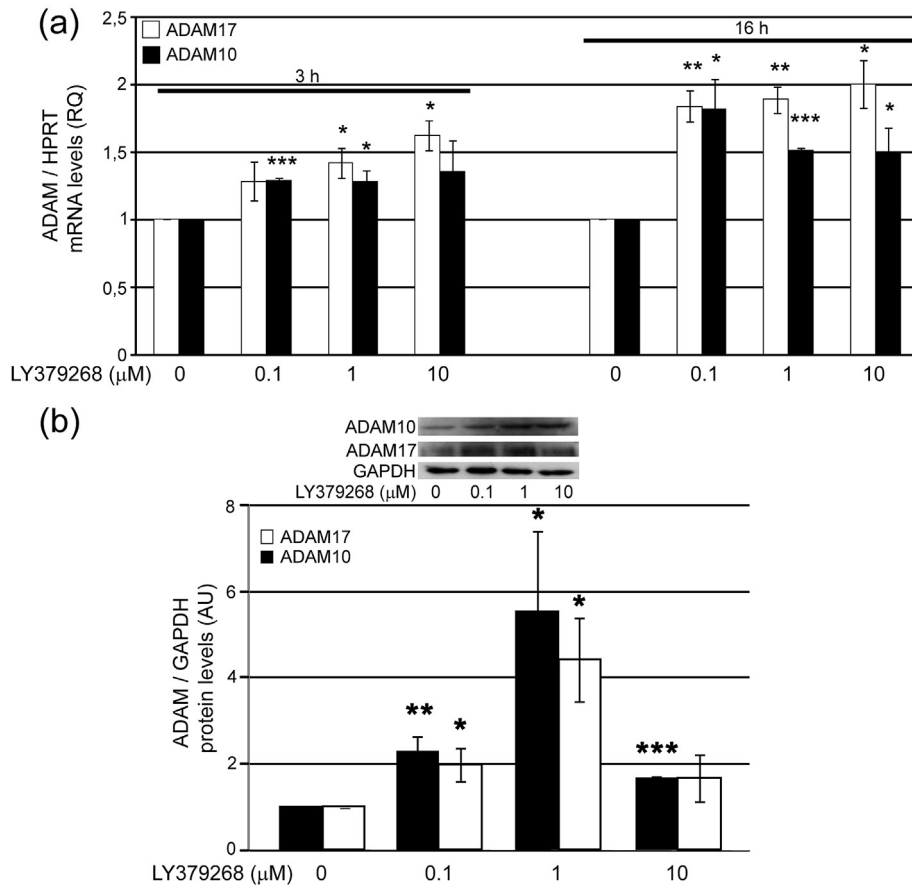 (a)
2,5
ADAM17
ADAM10
3 h
16 h
2
1,5
1
0,5
0
ADAM / HPRT
mRNA levels (RQ)
** * ** *
* * * *** *
***
LY379268 (μM) 0 0.1 1 10 0 0.1 1 10
(b)
ADAM10
ADAM17
GAPDH
LY379268 (μM) 0 0.1 1 10
8
ADAM17
ADAM10
6
4
2
0
ADAM / GAPDH
protein levels (AU)
*
*
** *
***
LY379268 (μM) 0 0.1 1 10